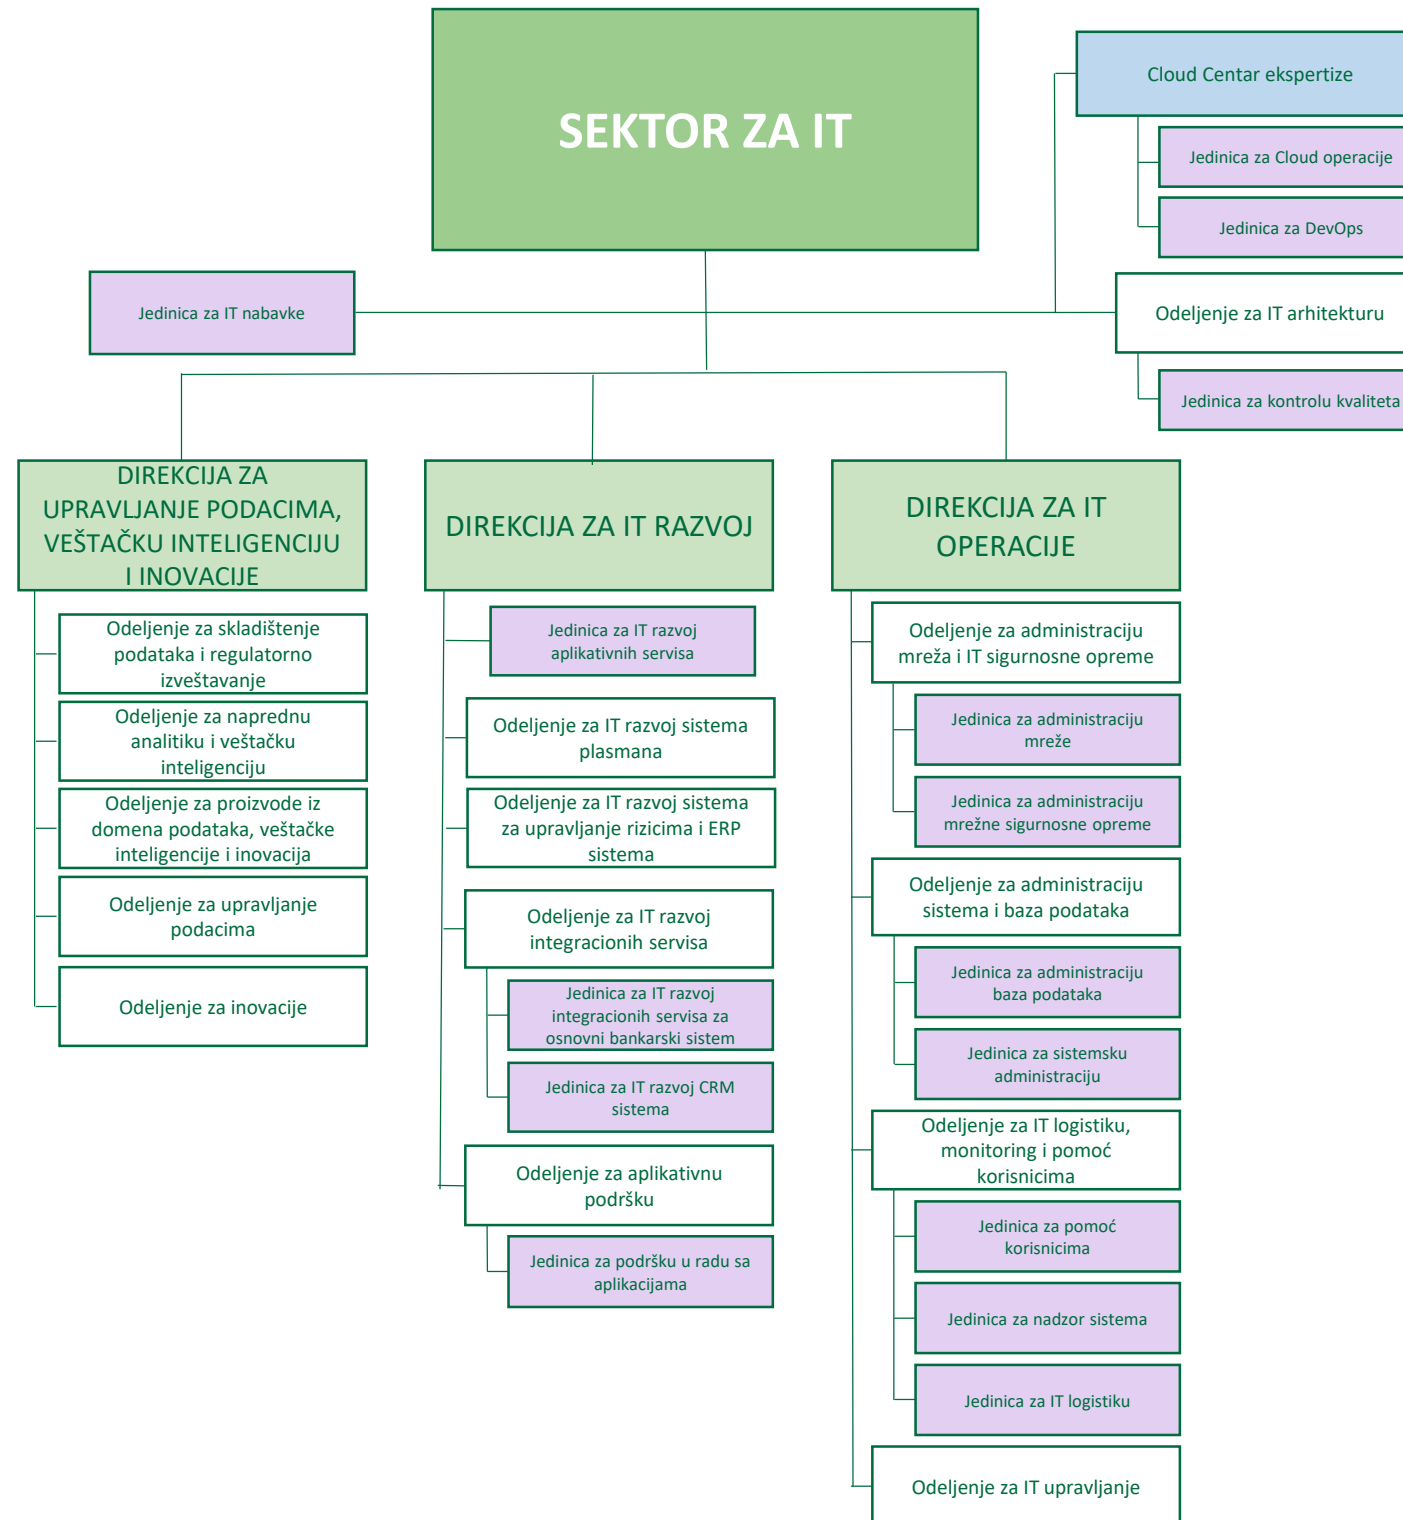 SEKTOR ZA IT
Cloud Centar ekspertize
Jedinica za Cloud operacije
Jedinica za DevOps
Jedinica za IT nabavke
Odeljenje za IT arhitekturu
Jedinica za kontrolu kvaliteta
DIREKCIJA ZA
UPRAVLJANJE PODACIMA,
VEŠTAČKU INTELIGENCIJU
I INOVACIJE
Odeljenje za skladištenje
podataka i regulatorno
izveštavanje
Odeljenje za naprednu
analitiku i veštačku
inteligenciju
Odeljenje za proizvode iz
domena podataka, veštačke
inteligencije i inovacija
Odeljenje za upravljanje
podacima
Odeljenje za inovacije
DIREKCIJA ZA IT RAZVOJ
Jedinica za IT razvoj
aplikativnih servisa
Odeljenje za IT razvoj sistema
plasmana
Odeljenje za IT razvoj sistema
za upravljanje rizicima i ERP
sistema
Odeljenje za IT razvoj
integracionih servisa
Jedinica za IT razvoj
integracionih servisa za
osnovni bankarski sistem
Jedinica za IT razvoj CRM
sistema
Odeljenje za aplikativnu
podršku
Jedinica za podršku u radu sa
aplikacijama
DIREKCIJA ZA IT
OPERACIJE
Odeljenje za administraciju
mreža i IT sigurnosne opreme
Jedinica za administraciju
mreže
Jedinica za administraciju
mrežne sigurnosne opreme
Odeljenje za administraciju
sistema i baza podataka
Jedinica za administraciju
baza podataka
Jedinica za sistemsku
administraciju
Odeljenje za IT logistiku,
monitoring i pomoć
korisnicima
Jedinica za pomoć
korisnicima
Jedinica za nadzor sistema
Jedinica za IT logistiku
Odeljenje za IT upravljanje